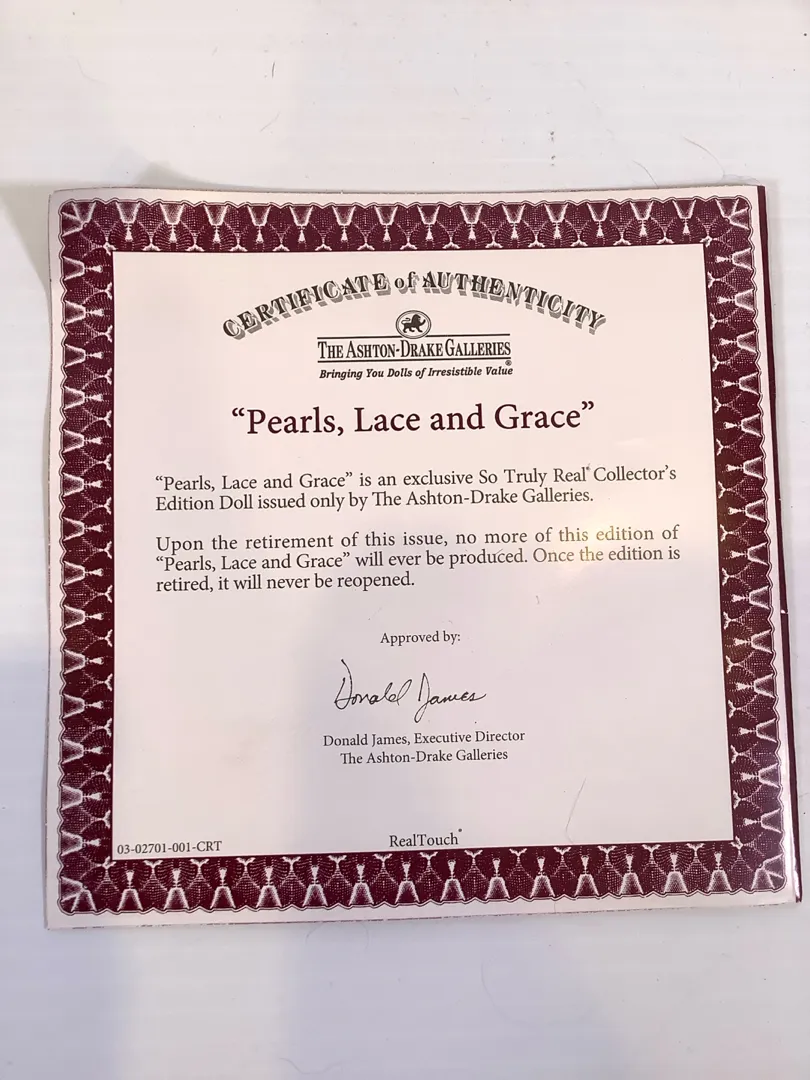 CERTIFICATE of AUTHENTICITY
THE ASHTON-DRAKE GALLERIES®
Bringing You Dolls of Irresistible Value
“Pearls, Lace and Grace”
“Pearls, Lace and Grace” is an exclusive So Truly Real® Collector’s
Edition Doll issued only by The Ashton-Drake Galleries.
Upon the retirement of this issue, no more of this edition of
“Pearls, Lace and Grace” will ever be produced. Once the edition is
retired, it will never be reopened.
Approved by:
Donald James
Donald James, Executive Director
The Ashton-Drake Galleries
03-02701-001-CRT
RealTouch®